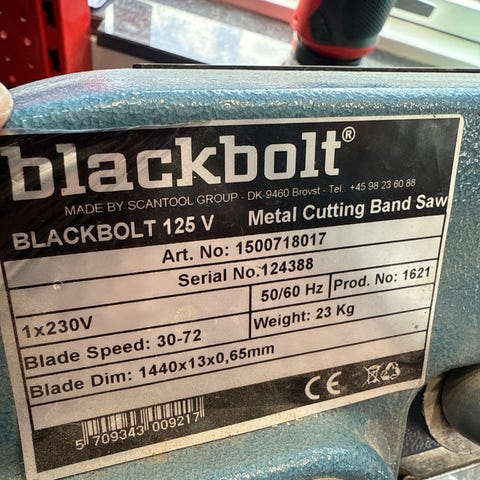 blackbolt®
MADE BY SCANTOOL GROUP - DK-9460 Brovst - Tel: +45 98 23 60 88
BLACKBOLT 125 V Metal Cutting Band Saw
Art. No: 1500718017
Serial No.124388
1x230V 50/60 Hz Prod. No: 1621
Blade Speed: 30-72 Weight: 23 Kg
Blade Dim: 1440x13x0,65mm
CE
5 709343 009217